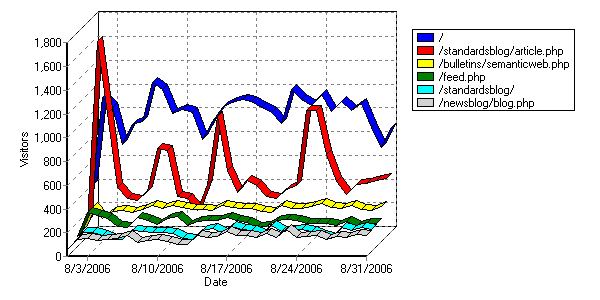 1,800
1,600
1,400
1,200
1,000
800
600
400
200
0
Visitors
8/3/2006 8/10/2006 8/17/2006 8/24/2006 8/31/2006
Date
/
/standardsblog/article.php
/bulletins/semanticweb.php
/feed.php
/standardsblog/
/newsblog/blog.php